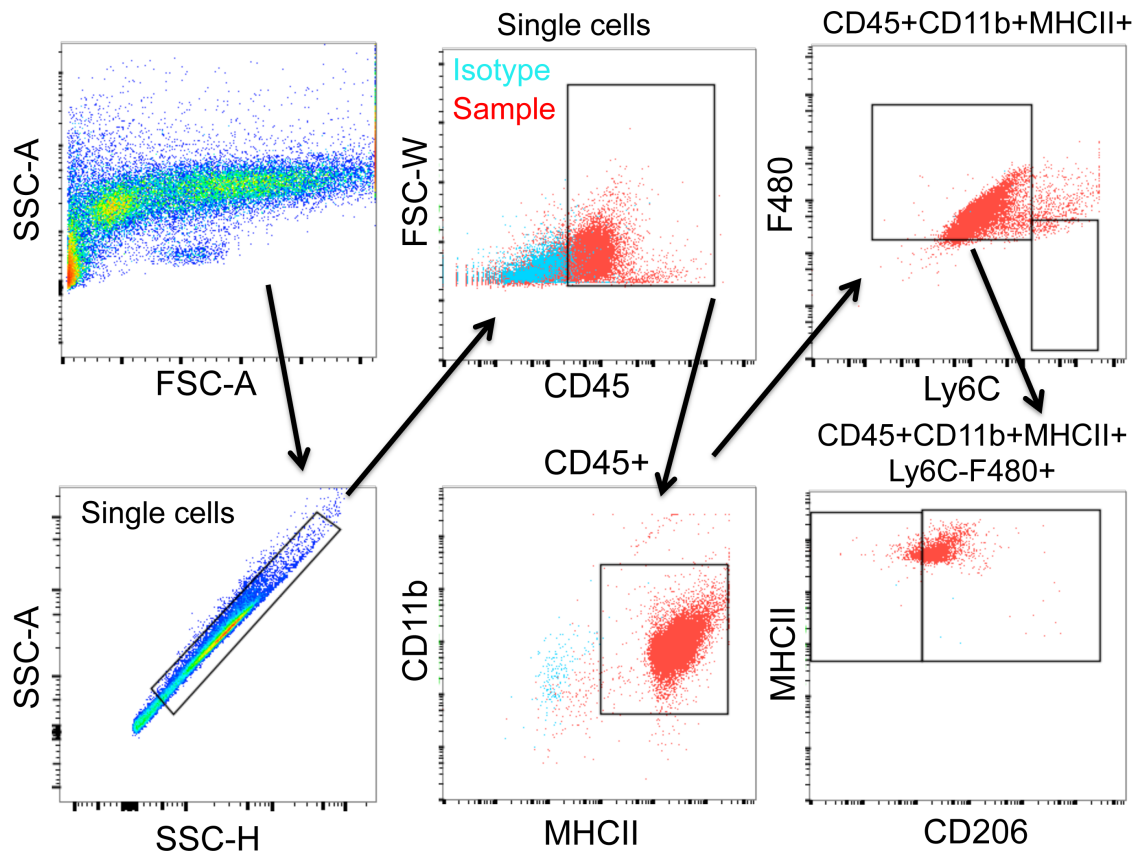 Single cells
CD45+CD11b+MHCII+
SSC-A
FSC-A
Isotype
Sample
FSC-W
CD45
F480
Ly6C
Single cells
SSC-A
SSC-H
CD45+
CD11b
MHCII
CD45+CD11b+MHCII+
Ly6C-F480+
MHCII
CD206